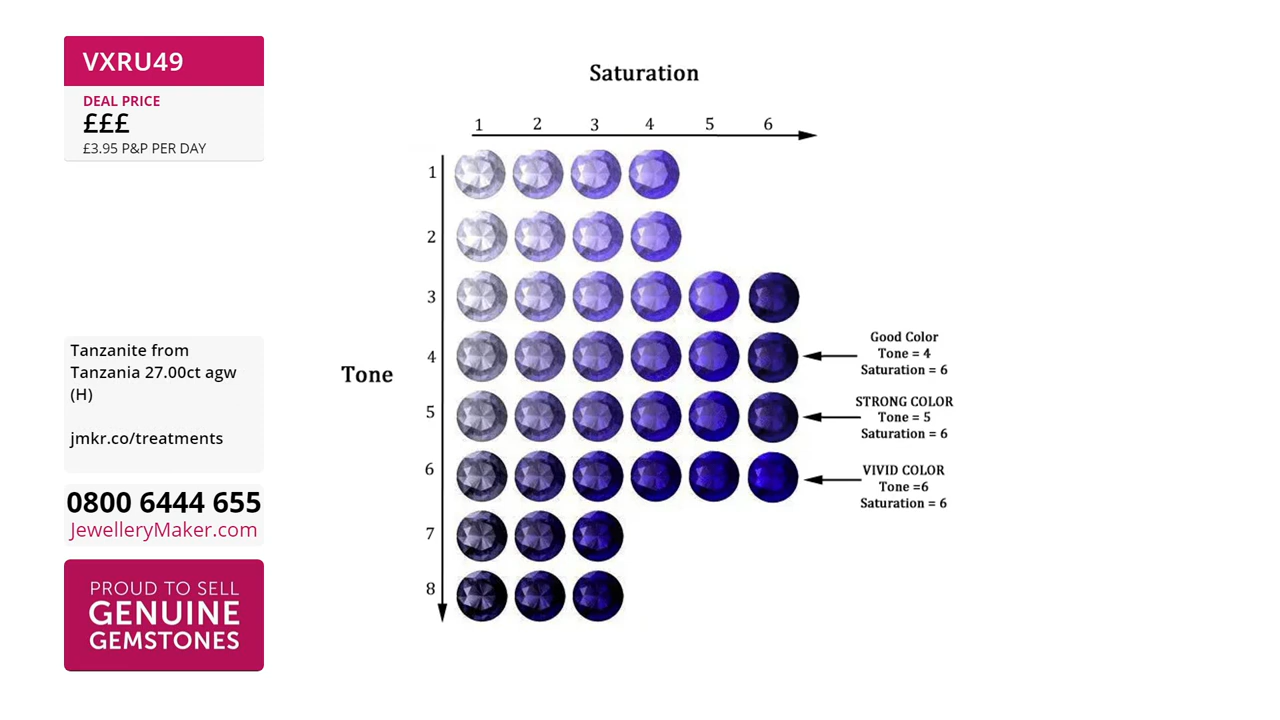 VXRU49
DEAL PRICE
£££
£3.95 P&P PER DAY
Tanzanite from
Tanzania 27.00ct agw
(H)
jmkr.co/treatments
0800 6444 655
JewelleryMaker.com
PROUD TO SELL
GENUINE
GEMSTONES
Saturation
1 2 3 4 5 6
Tone
1
2
3
4
5
6
7
8
Good Color
Tone = 4
Saturation = 6
STRONG COLOR
Tone = 5
Saturation = 6
VIVID COLOR
Tone =6
Saturation = 6